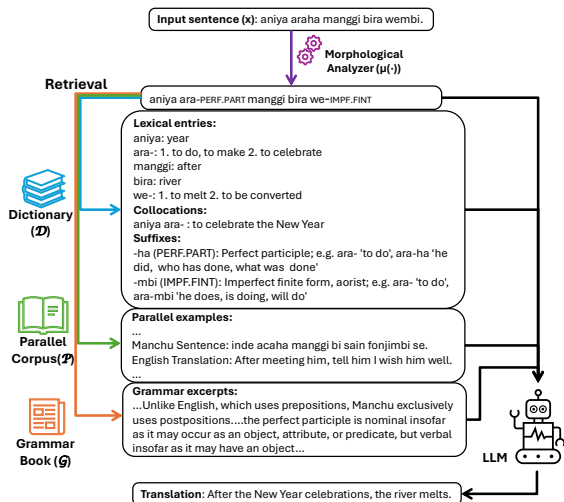 Input sentence (x): aniya araha manggi bira wembi.
Morphological
Analyzer (μ(·))
Retrieval
aniya ara-PERF.PART manggi bira we-IMPF.FINT
Lexical entries:
aniya: year
ara-: 1. to do, to make 2. to celebrate
manggi: after
bira: river
we-: 1. to melt 2. to be converted
Collocations:
aniya ara- : to celebrate the New Year
Suffixes:
-ha (PERF.PART): Perfect participle; e.g. ara- 'to do', ara-ha 'he
did, who has done, what was done'
-mbi (IMPF.FINT): Imperfect finite form, aorist; e.g. ara- 'to do',
ara-mbi 'he does, is doing, will do'
Dictionary
(𝒟)
Parallel examples:
...
Manchu Sentence: inde acaha manggi bi sain fonjimbi se.
English Translation: After meeting him, tell him I wish him well.
...
Parallel
Corpus(𝒫)
Grammar excerpts:
...Unlike English, which uses prepositions, Manchu exclusively
uses postpositions....the perfect participle is nominal insofar
as it may occur as an object, attribute, or predicate, but verbal
insofar as it may have an object...
Grammar
Book (𝒢)
LLM
Translation: After the New Year celebrations, the river melts.